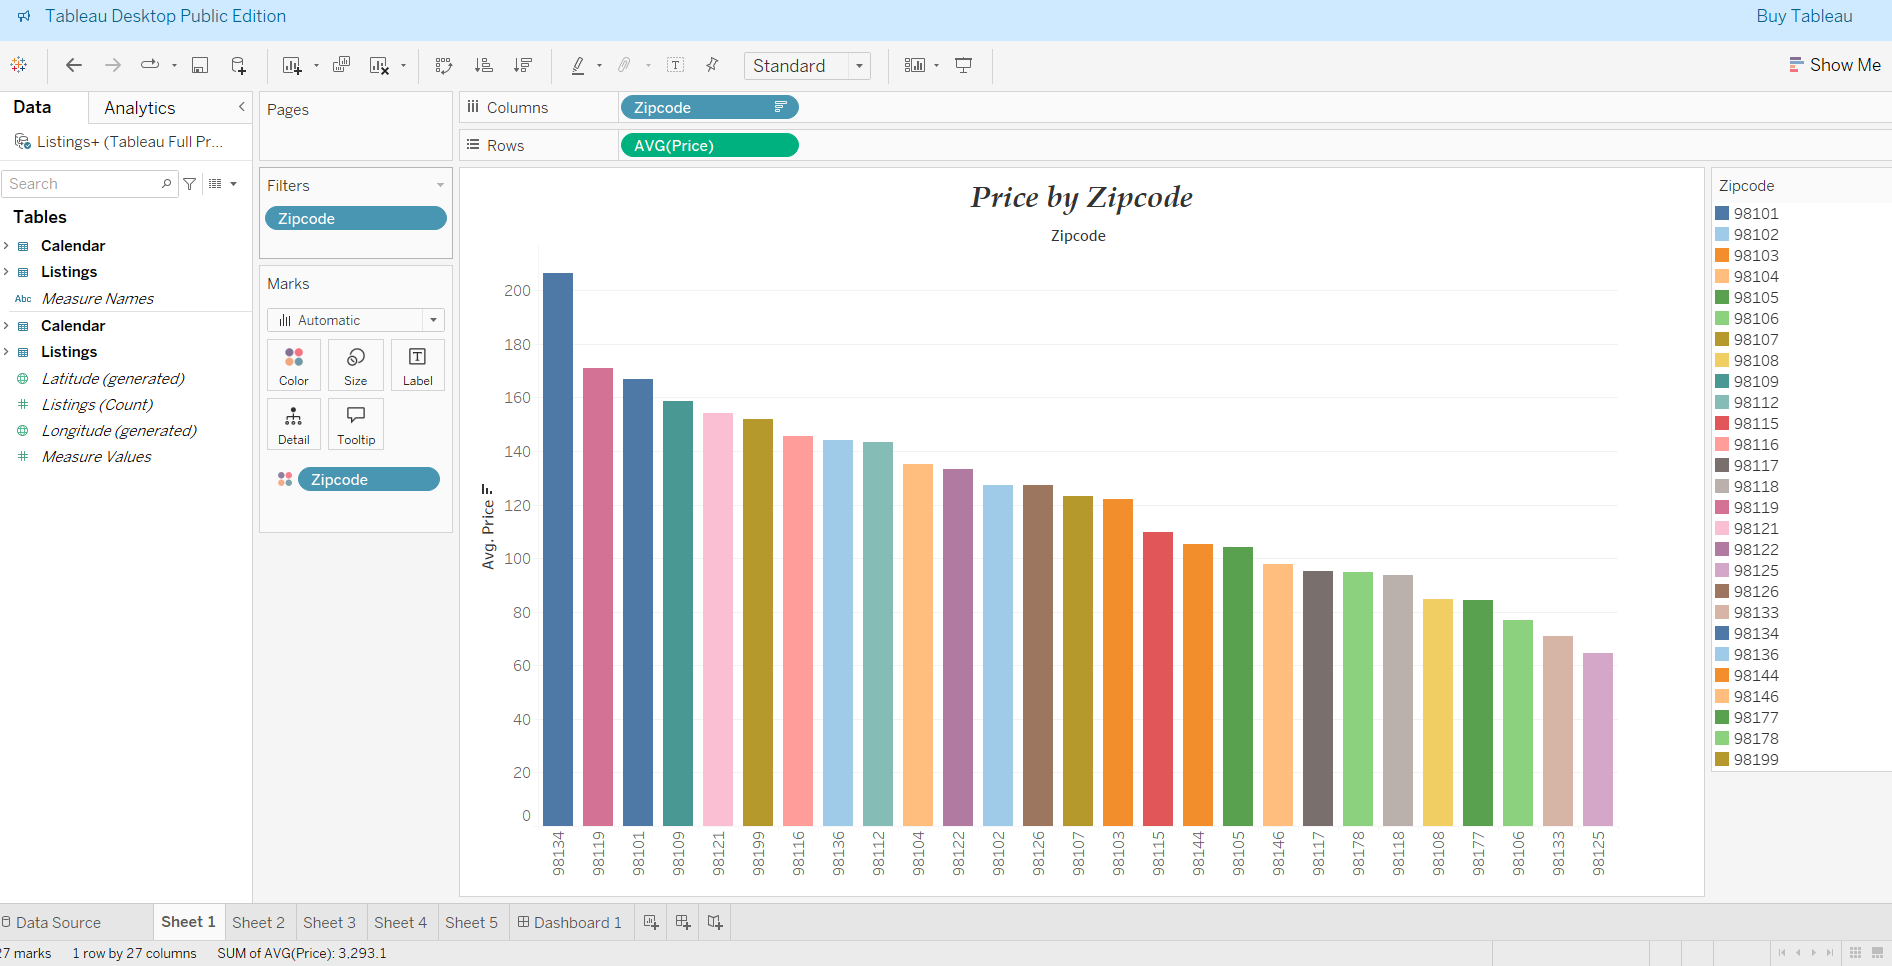 Tableau Desktop Public Edition
Buy Tableau
Standard
Show Me
Data
Analytics
Listings+ (Tableau Full Pr...
Search
Tables
Calendar
Listings
Abc Measure Names
Calendar
Listings
Latitude (generated)
Listings (Count)
Longitude (generated)
Measure Values
Pages
Filters
Zipcode
Marks
Automatic
Color
Size
Label
Detail
Tooltip
Zipcode
Columns
Zipcode
Rows
AVG(Price)
Price by Zipcode
Zipcode
Avg. Price
200
180
160
140
120
100
80
60
40
20
0
98134
98119
98101
98109
98121
98199
98116
98136
98112
98104
98122
98102
98126
98107
98103
98115
98144
98105
98146
98117
98178
98118
98108
98177
98106
98133
98125
Zipcode
98101
98102
98103
98104
98105
98106
98107
98108
98109
98112
98115
98116
98117
98118
98119
98121
98122
98125
98126
98133
98134
98136
98144
98146
98177
98178
98199
Data Source
Sheet 1
Sheet 2
Sheet 3
Sheet 4
Sheet 5
Dashboard 1
27 marks
1 row by 27 columns
SUM of AVG(Price): 3,293.1